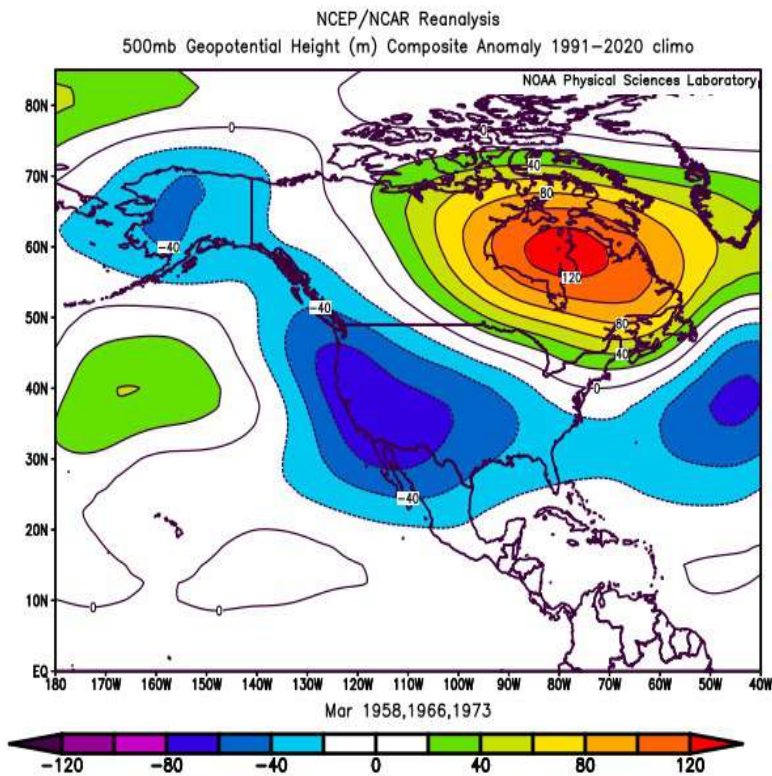 NCEP/NCAR Reanalysis
500mb Geopotential Height (m) Composite Anomaly 1991-2020 climo
NOAA Physical Sciences Laboratory
80N
70N
60N
50N
40N
30N
20N
10N
EQ
0
0
40
80
-40
120
-40
80
40
0
-40
0
0
180 170W 160W 150W 140W 130W 120W 110W 100W 90W 80W 70W 60W 50W 40W
Mar 1958,1966,1973
-120 -80 -40 0 40 80 120